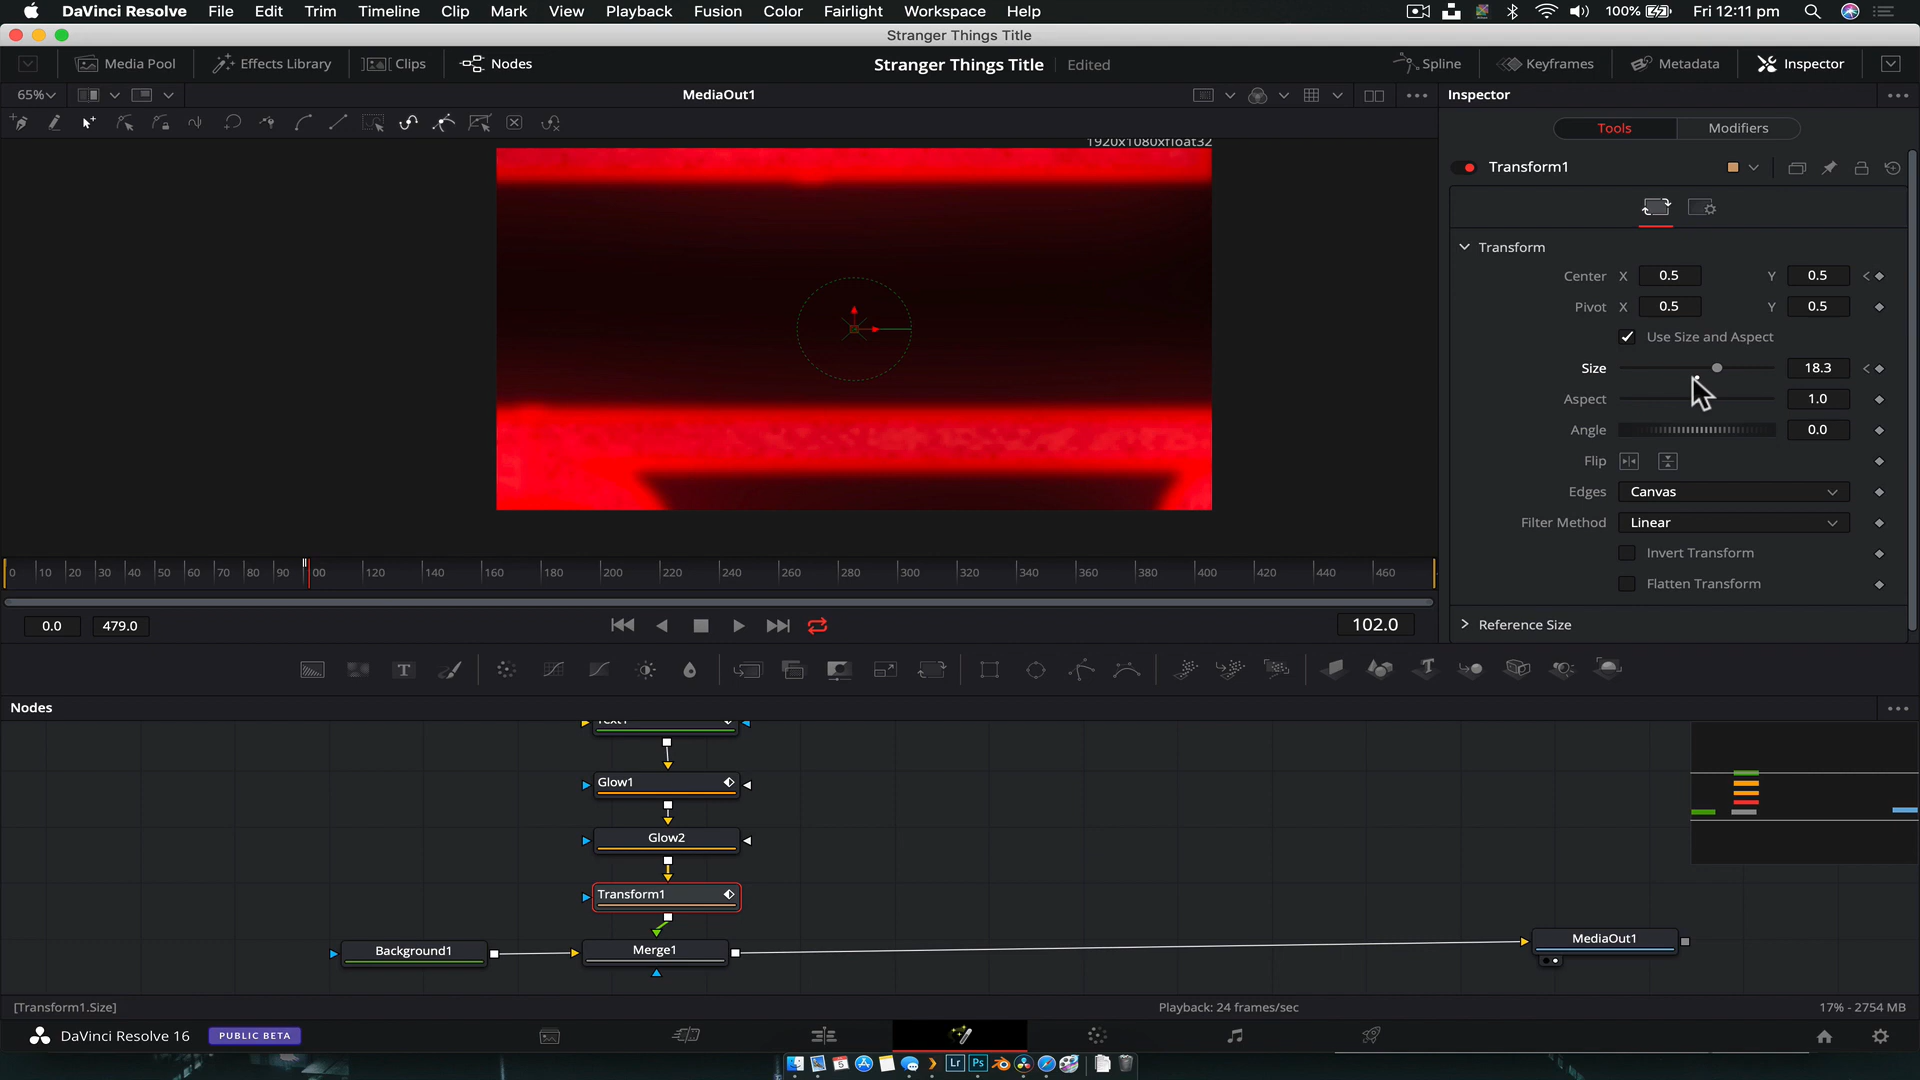 DaVinci Resolve File Edit Trim Timeline Clip Mark View Playback Fusion Color Fairlight Workspace Help 100% Fri 12:11 pm
Stranger Things Title
Media Pool Effects Library Clips Nodes Stranger Things Title Edited Spline Keyframes Metadata Inspector
65% MediaOut1 Inspector
Tools Modifiers
1920x1080xfloat32
Transform1
Transform
Center X 0.5 Y 0.5
Pivot X 0.5 Y 0.5
Use Size and Aspect
Size 18.3
Aspect 1.0
Angle 0.0
Flip
Edges Canvas
Filter Method Linear
Invert Transform
Flatten Transform
Reference Size
0 10 20 30 40 50 60 70 80 90 00 120 140 160 180 200 220 240 260 280 300 320 340 360 380 400 420 440 460
0.0 479.0 102.0
T T
Nodes
Text1
Glow1
Glow2
Transform1
Background1 Merge1 MediaOut1
[Transform1.Size] Playback: 24 frames/sec 17% - 2754 MB
DaVinci Resolve 16 PUBLIC BETA
5 Lr Ps